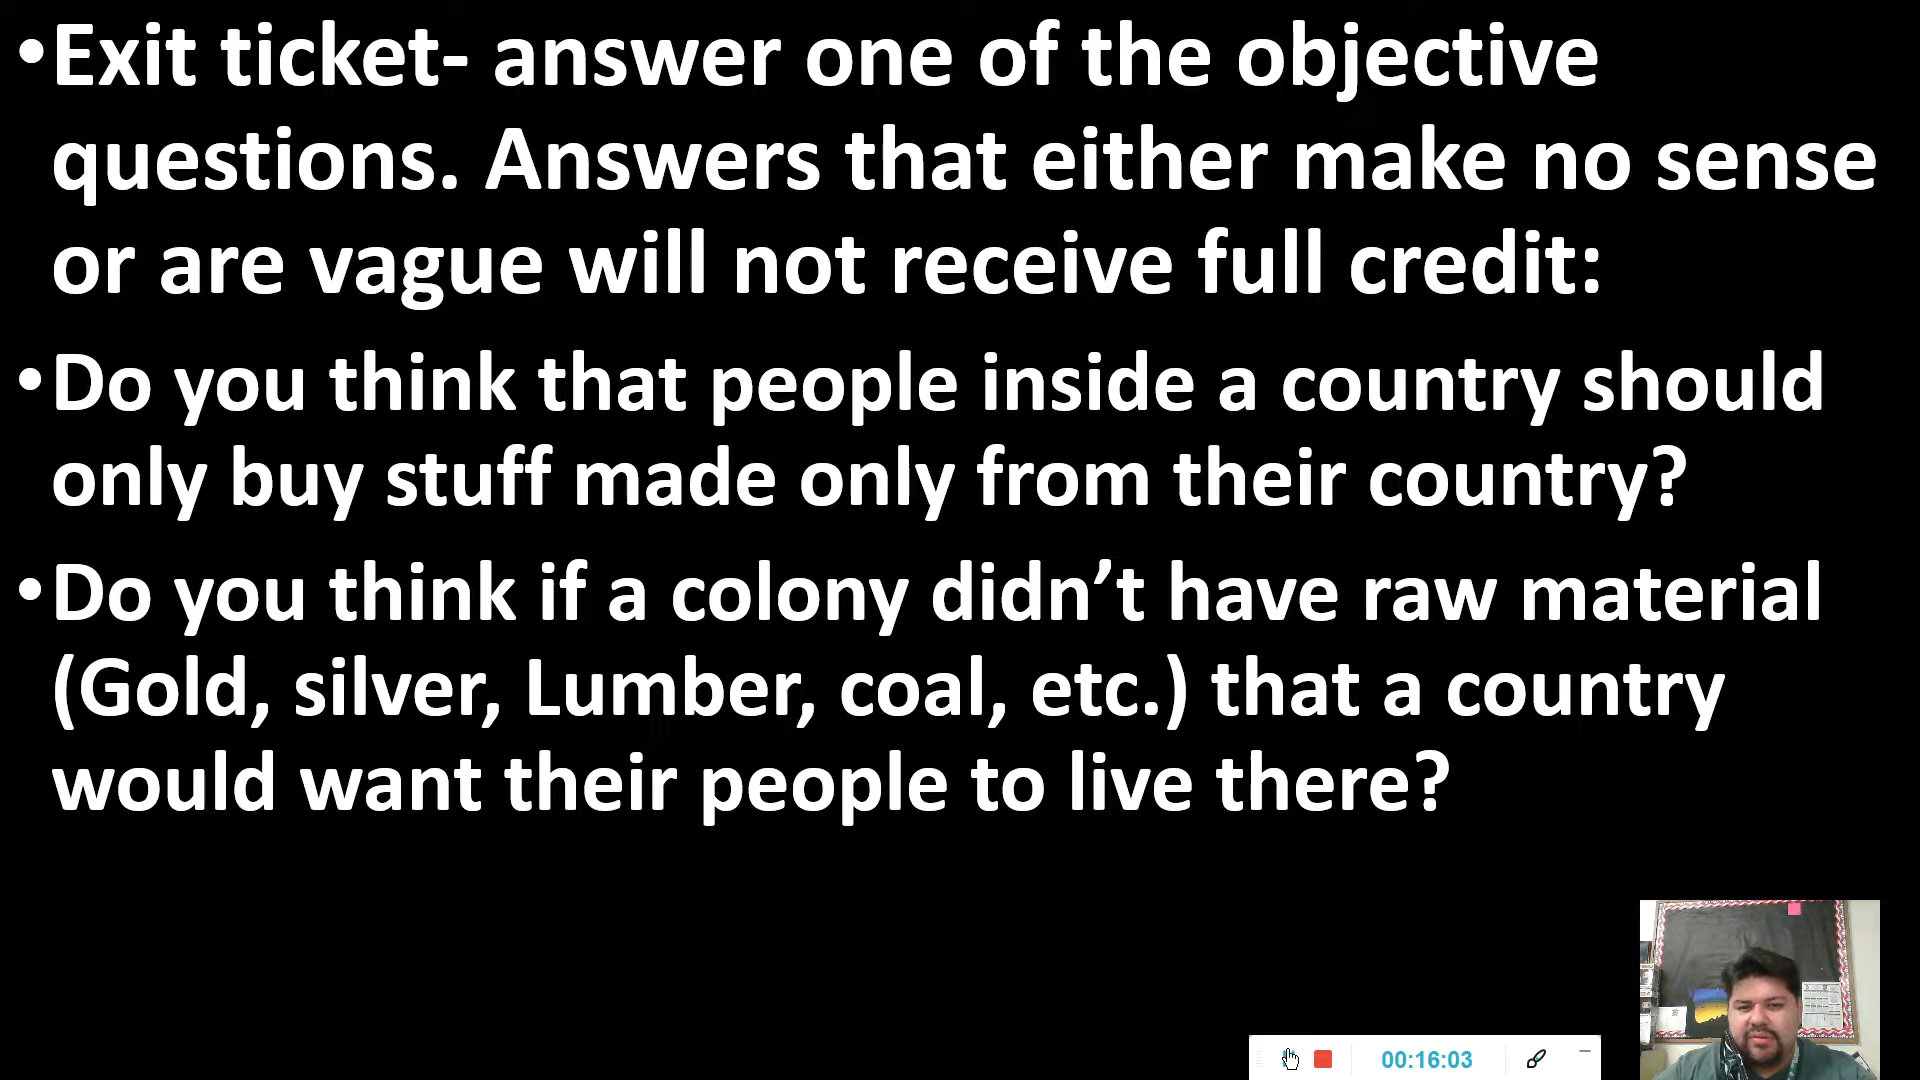 •Exit ticket- answer one of the objective
questions. Answers that either make no sense
or are vague will not receive full credit:
•Do you think that people inside a country should
only buy stuff made only from their country?
•Do you think if a colony didn’t have raw material
(Gold, silver, Lumber, coal, etc.) that a country
would want their people to live there?
00:16:03